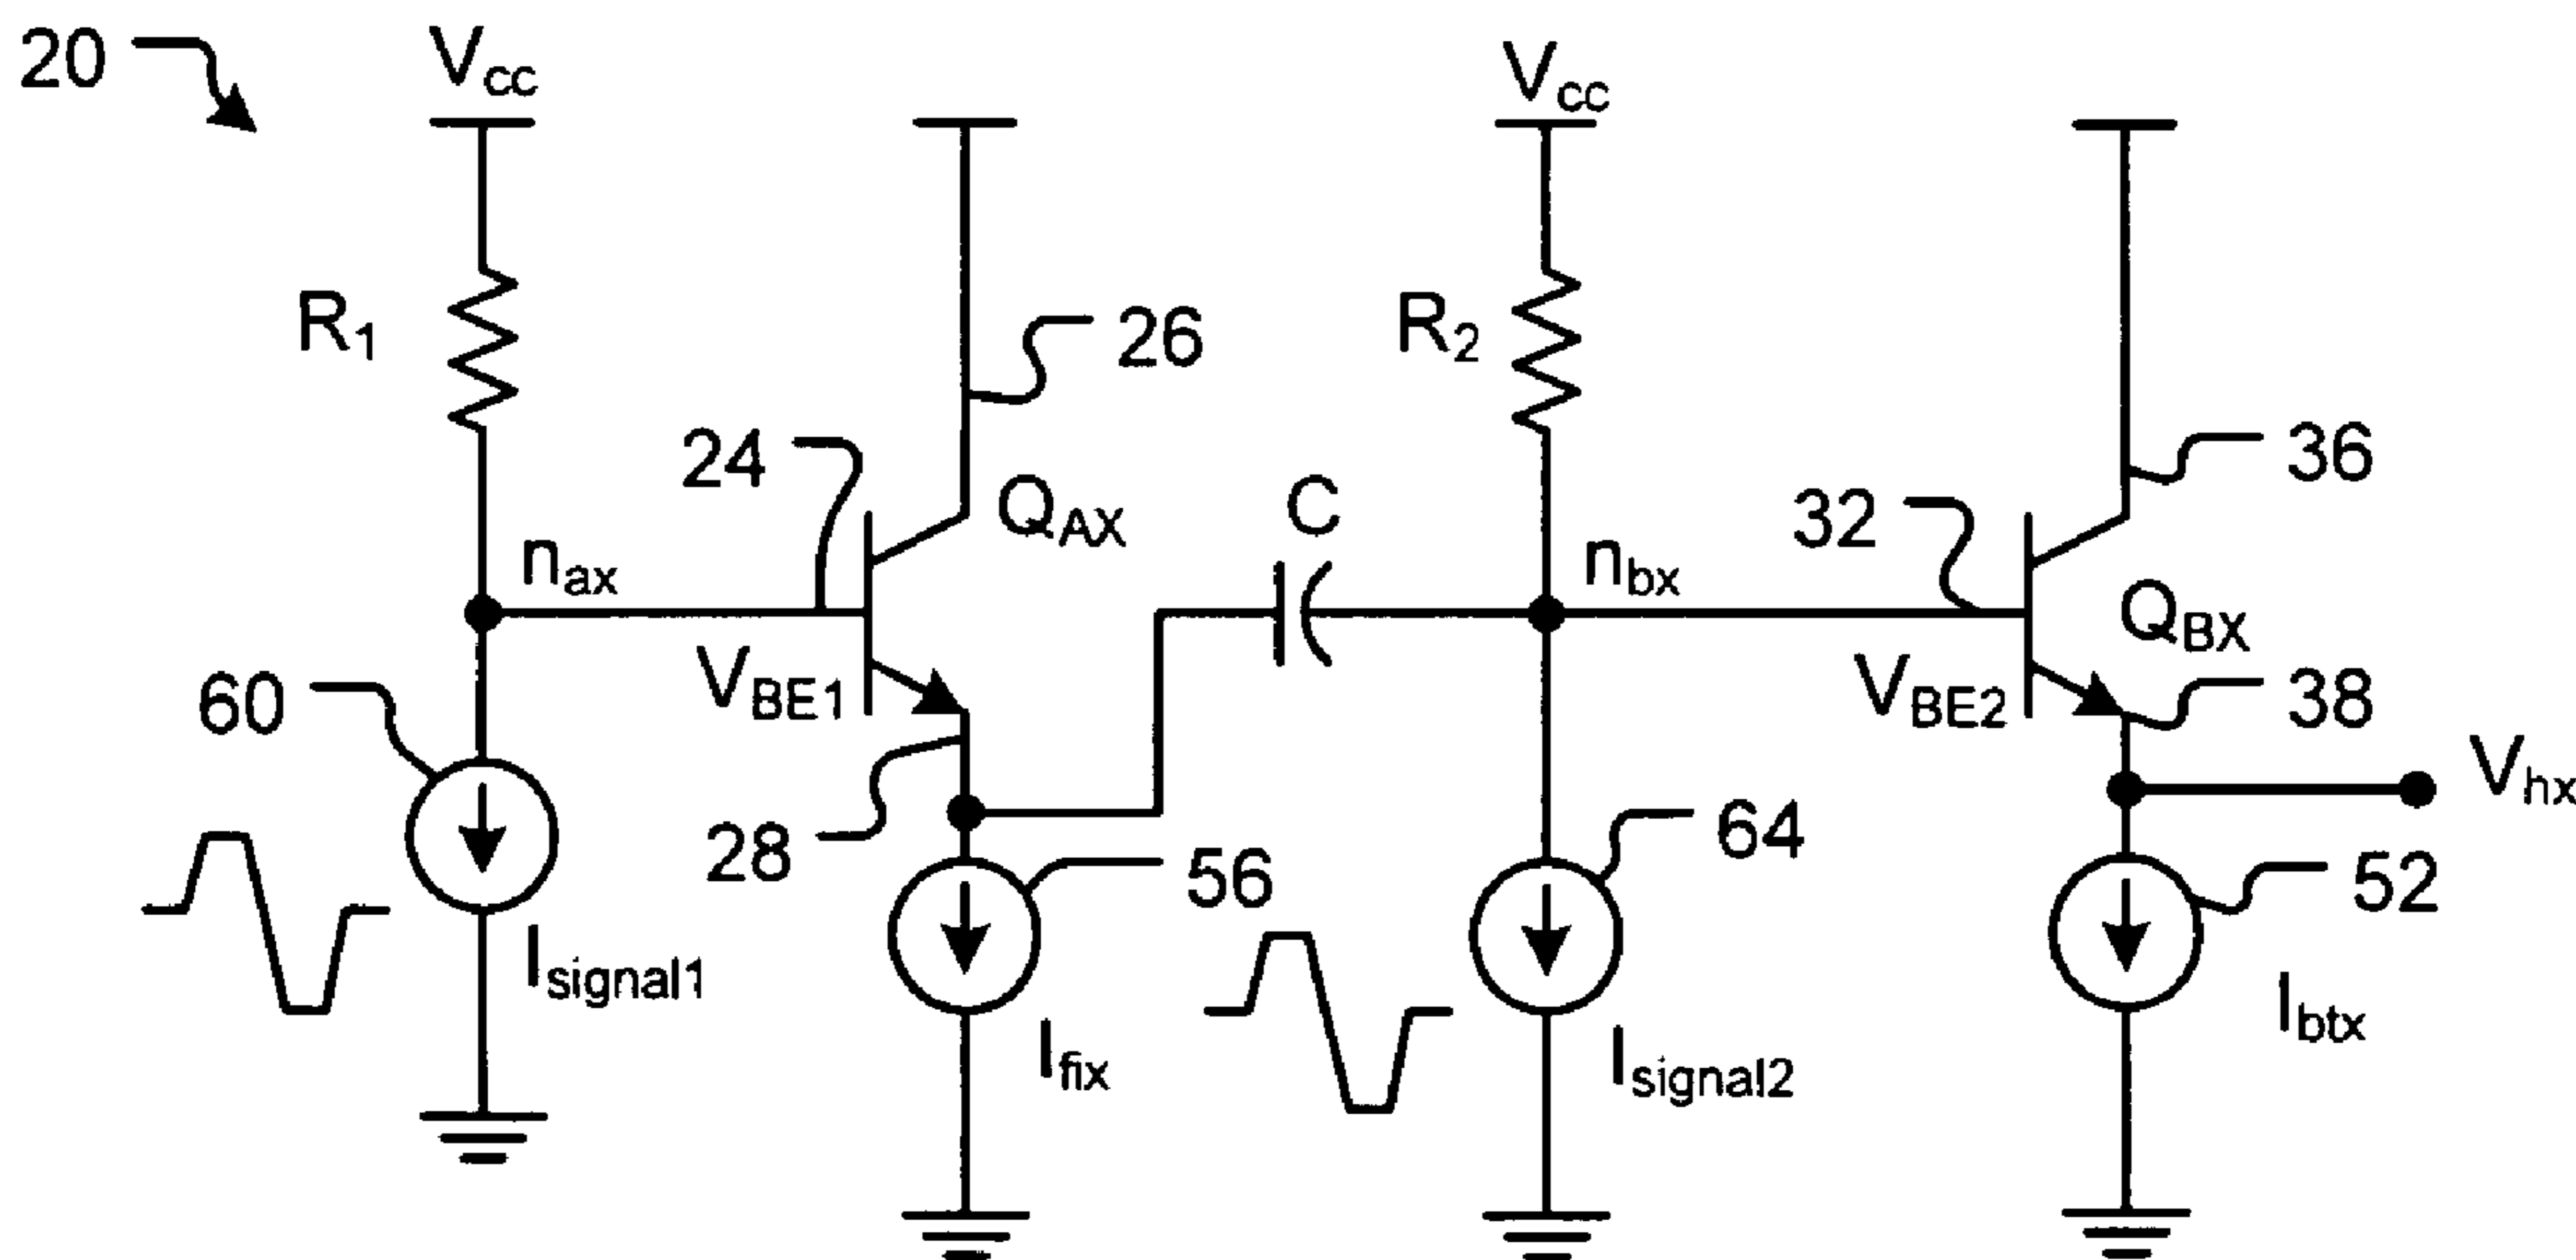 20
Vcc
Vcc
R1
26
R2
24
36
QAX
C
32
nax
nbx
QBX
VBE1
VBE2
60
38
Vhx
28
56
64
52
Isignal1
Ifix
Isignal2
Ibtx